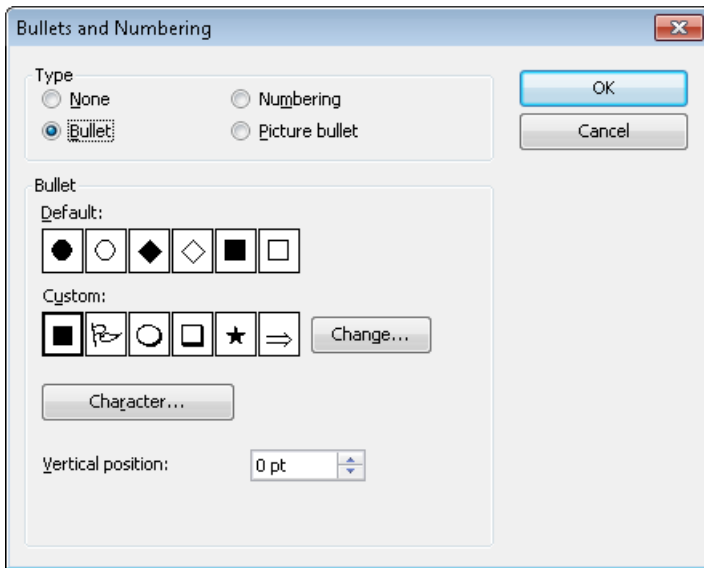 Bullets and Numbering
Type
None
Numbering
OK
Bullet
Picture bullet
Cancel
Bullet
Default:
Custom:
Change...
Character...
Vertical position:
0 pt